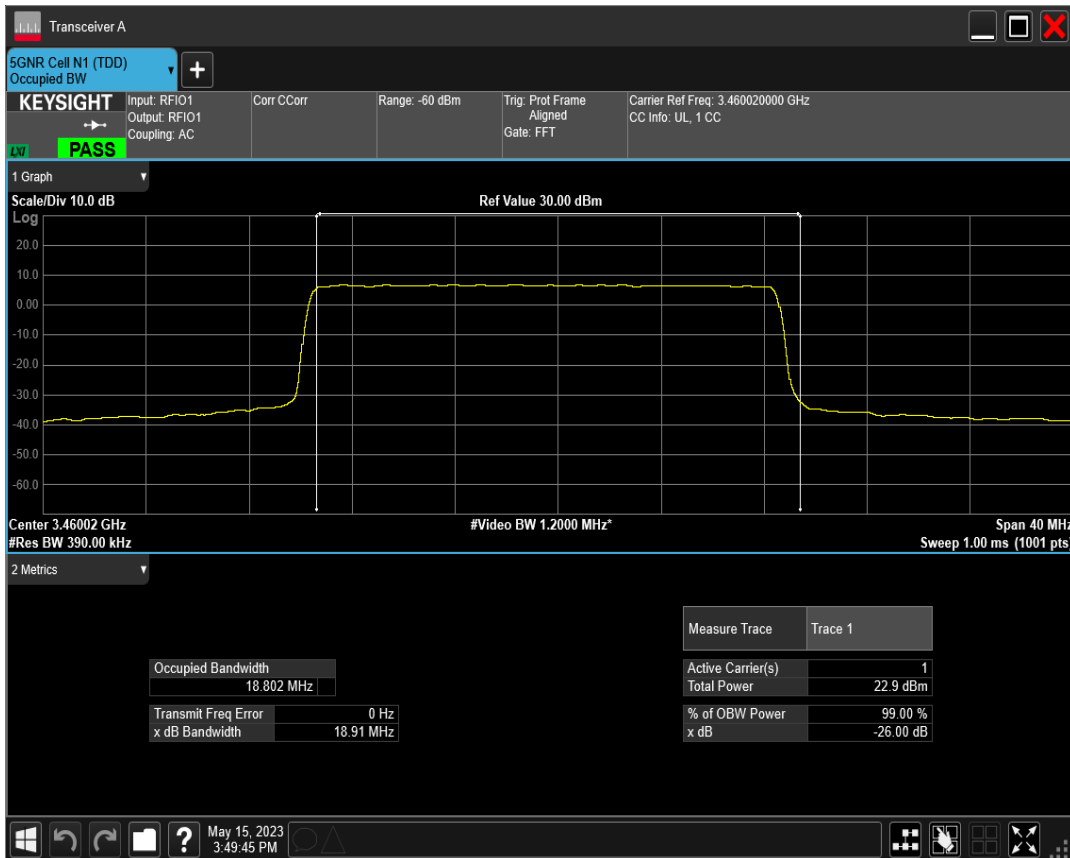 Transceiver A
5GNR Cell N1 (TDD)
Occupied BW
+
KEYSIGHT
LXI
PASS
Input: RFIO1
Output: RFIO1
Coupling: AC
Corr CCorr
Range: -60 dBm
Trig: Prot Frame
Aligned
Gate: FFT
Carrier Ref Freq: 3.460020000 GHz
CC Info: UL, 1 CC
1 Graph
Scale/Div 10.0 dB
Ref Value 30.00 dBm
Log
20.0
10.0
0.00
-10.0
-20.0
-30.0
-40.0
-50.0
-60.0
Center 3.46002 GHz
#Video BW 1.2000 MHz*
Span 40 MHz
#Res BW 390.00 kHz
Sweep 1.00 ms (1001 pts)
2 Metrics
Measure Trace Trace 1
Occupied Bandwidth
18.802 MHz
Active Carrier(s) 1
Total Power 22.9 dBm
Transmit Freq Error 0 Hz
x dB Bandwidth 18.91 MHz
% of OBW Power 99.00 %
x dB -26.00 dB
?
May 15, 2023
3:49:45 PM